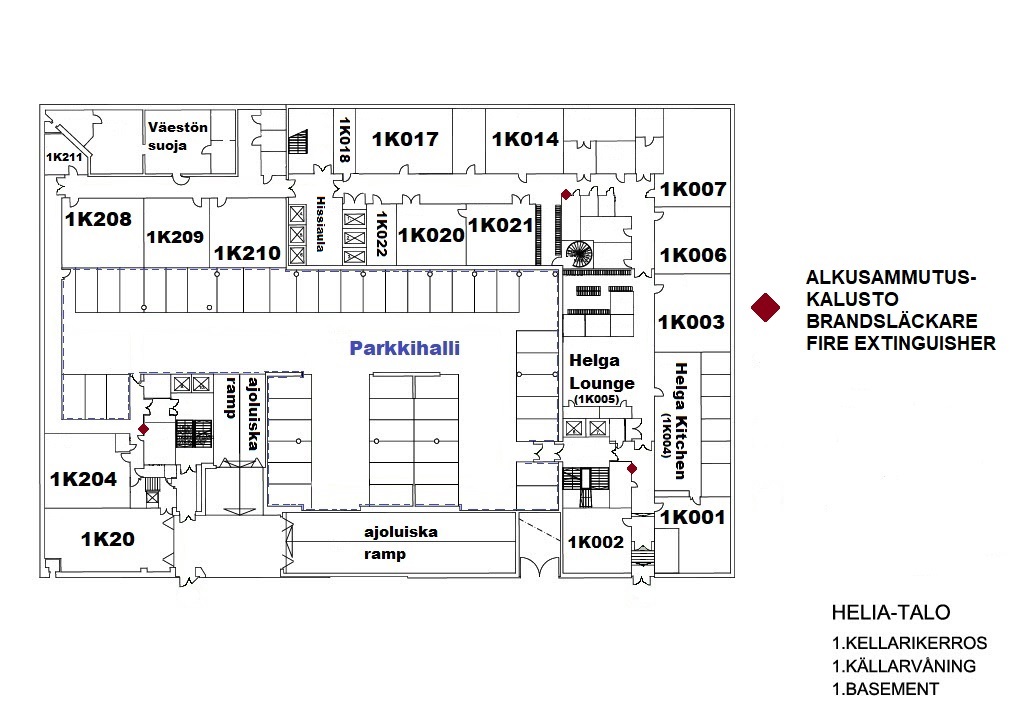 Väestön
suoja
1K211
1K018
1K017
1K014
1K007
1K208
1K209
1K210
Hissiaula
1K022
1K020
1K021
1K006
1K003
Parkkihalli
Helga
Lounge
(1K005)
Helga Kitchen
(1K004)
ajoluiska
ramp
1K204
1K20
ajoluiska
ramp
1K002
1K001
ALKUSAMMUTUS-
KALUSTO
BRANDSLÄCKARE
FIRE EXTINGUISHER
HELIA-TALO
1.KELLARIKERROS
1.KÄLLARVÅNING
1.BASEMENT